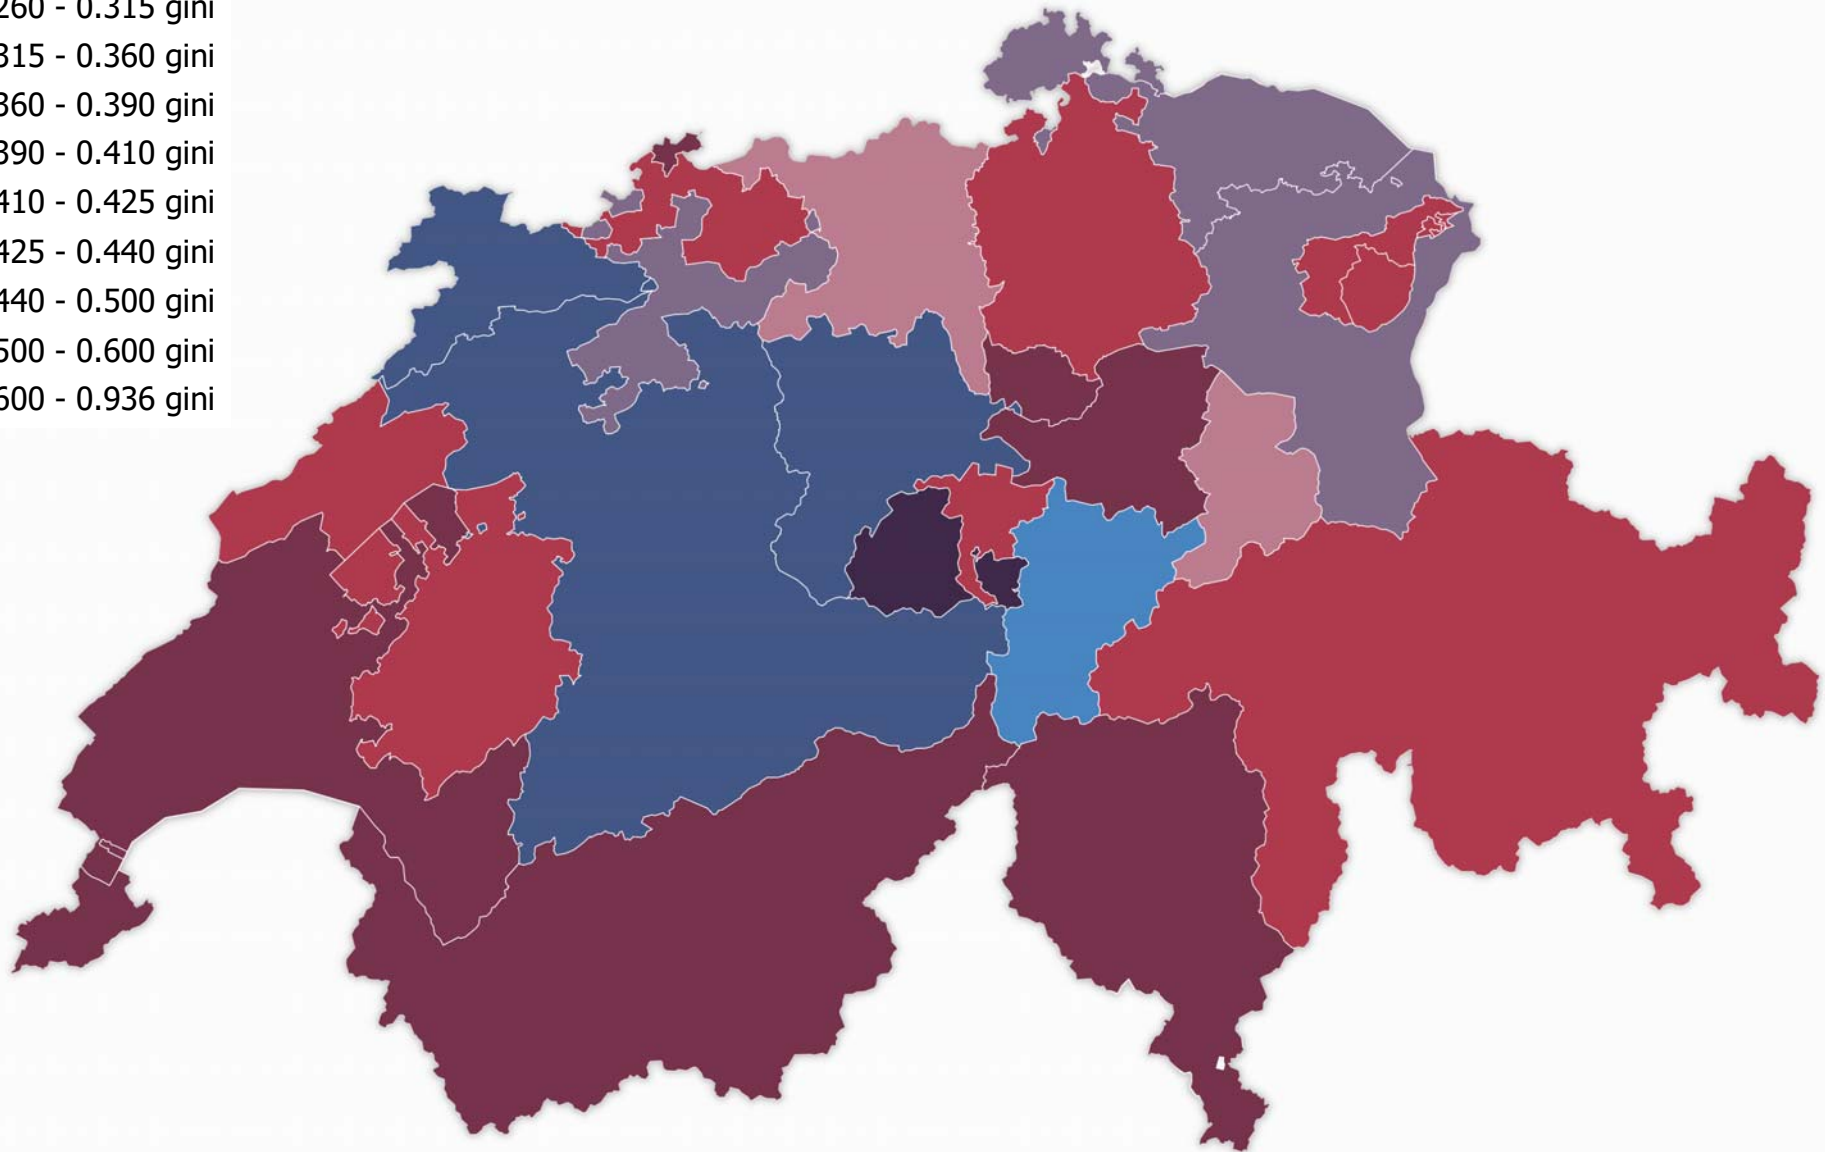 260 - 0.315 gini
315 - 0.360 gini
360 - 0.390 gini
390 - 0.410 gini
410 - 0.425 gini
425 - 0.440 gini
440 - 0.500 gini
500 - 0.600 gini
600 - 0.936 gini